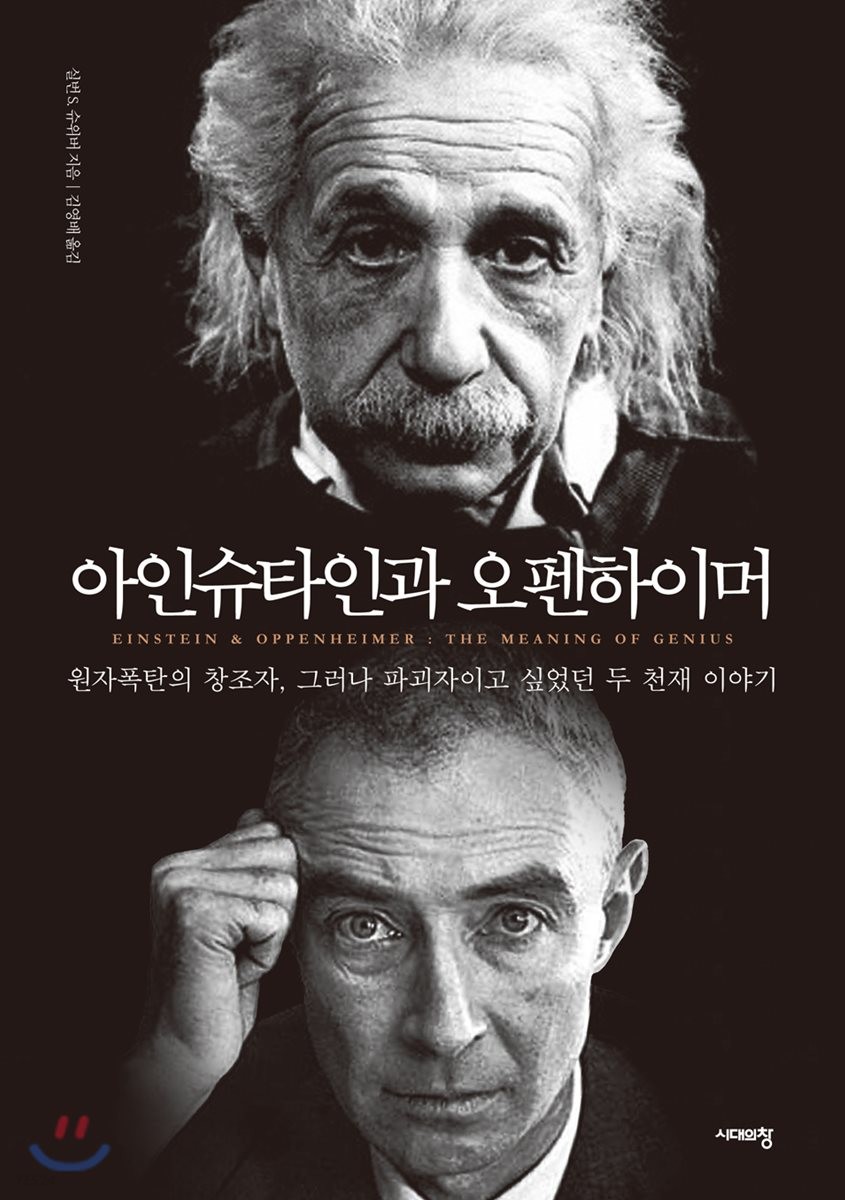 실번 S. 슈위버 지음 | 김영배 옮김
아인슈타인과 오펜하이머
EINSTEIN & OPPENHEIMER : THE MEANING OF GENIUS
원자폭탄의 창조자, 그러나 파괴자이고 싶었던 두 천재 이야기
시대의창